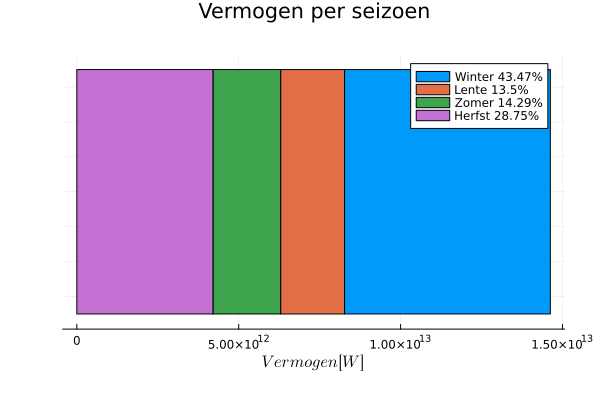 Vermogen per seizoen
Winter 43.47%
Lente 13.5%
Zomer 14.29%
Herfst 28.75%
0 5.00×10¹² 1.00×10¹³ 1.50×10¹³
Vermogen[W]